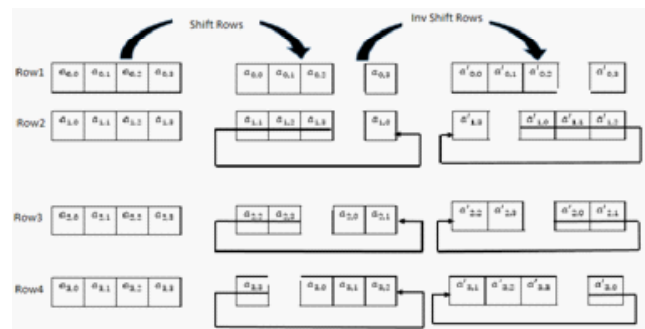 Shift Rows Inv Shift Rows
Row1 a0,0 a0,1 a0,2 a0,3 a0,0 a0,1 a0,2 a0,3 a'0,0 a'0,1 a'0,2 a'0,3
Row2 a1,0 a1,1 a1,2 a1,3 a1,1 a1,2 a1,3 a1,0 a'1,3 a'1,0 a'1,1 a'1,2
Row3 a2,0 a2,1 a2,2 a2,3 a2,2 a2,3 a2,0 a2,1 a'2,2 a'2,3 a'2,0 a'2,1
Row4 a3,0 a3,1 a3,2 a3,3 a3,3 a3,0 a3,1 a3,2 a'3,1 a'3,2 a'3,3 a'3,0